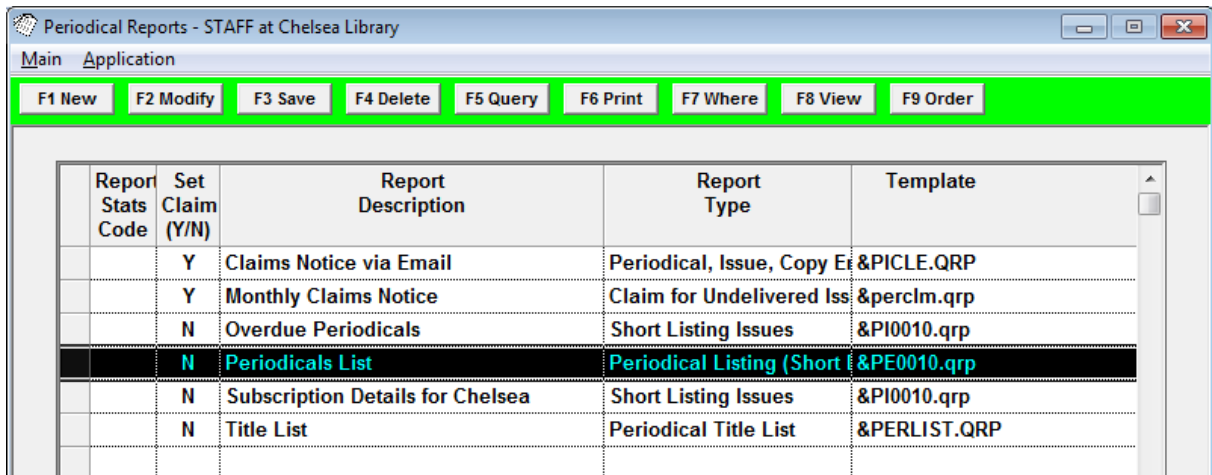 Periodical Reports - STAFF at Chelsea Library
Main Application
F1 New F2 Modify F3 Save F4 Delete F5 Query F6 Print F7 Where F8 View F9 Order
Report Set Report Report Template
Stats Claim Description Type
Code (Y/N)
Y Claims Notice via Email Periodical, Issue, Copy &PICLE.QRP
Y Monthly Claims Notice Claim for Undelivered Iss &perclm.qrp
N Overdue Periodicals Short Listing Issues &PI0010.qrp
N Periodicals List Periodical Listing (Short &PE0010.qrp
N Subscription Details for Chelsea Short Listing Issues &PI0010.qrp
N Title List Periodical Title List &PERLIST.QRP